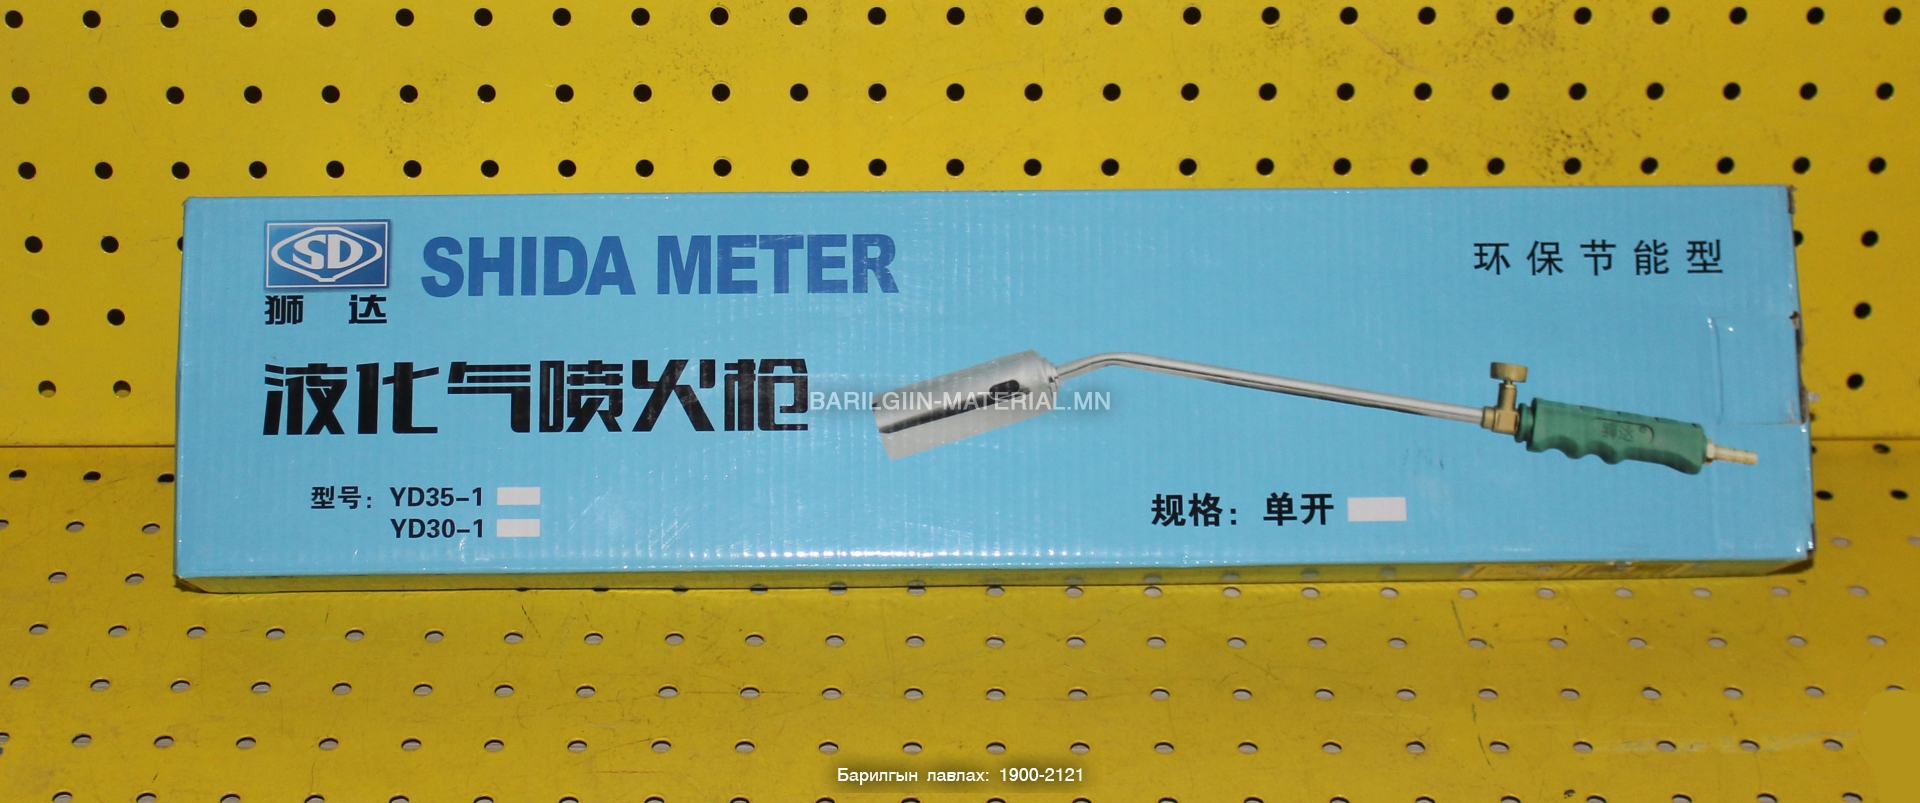 SD
狮 达
SHIDA METER
环保节能型
液化气喷火枪
BARILGIIN-MATERIAL.MN
型号: YD35-1
YD30-1
规格: 单开
Барилгын лавлах: 1900-2121